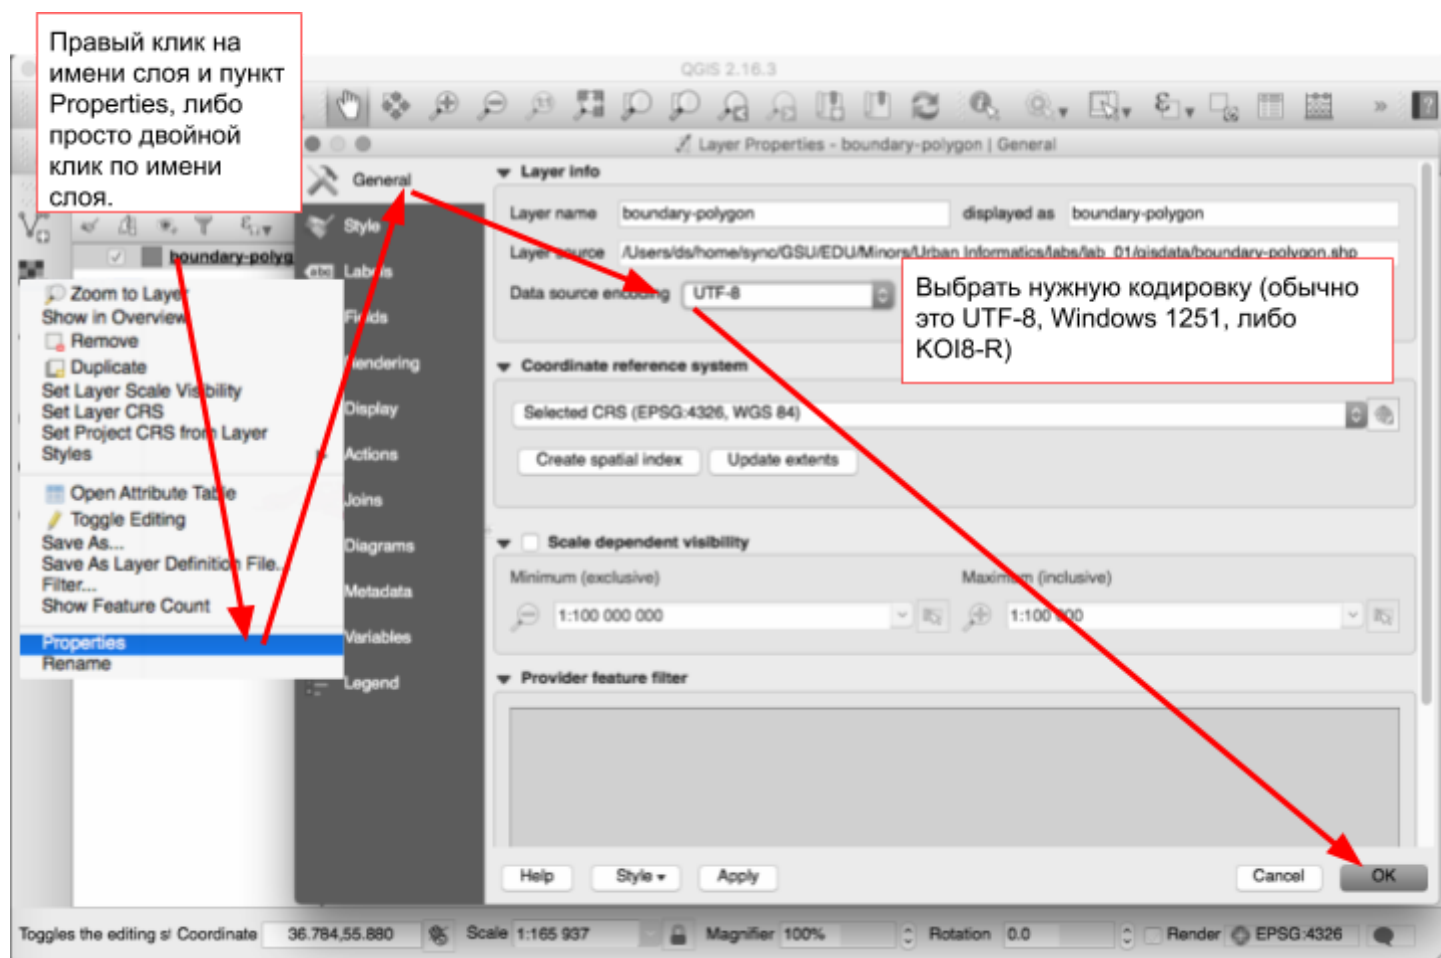 Правый клик на
имени слоя и пункт
Properties, либо
просто двойной
клик по имени
слоя.
QGIS 2.16.3
Layer Properties - boundary-polygon | General
General
Style
Labels
Fields
Rendering
Display
Actions
Joins
Diagrams
Metadata
Variables
Legend
boundary-polyg
Zoom to Layer
Show in Overview
Remove
Duplicate
Set Layer Scale Visibility
Set Layer CRS
Set Project CRS from Layer
Styles
Open Attribute Table
Toggle Editing
Save As...
Save As Layer Definition File...
Filter...
Show Feature Count
Properties
Rename
Layer info
Layer name boundary-polygon displayed as boundary-polygon
Layer source /Users/ds/home/sync/GSU/EDU/Minors/Urban Informatics/labs/lab_01/gisdata/boundary-polygon.shp
Data source encoding UTF-8
Выбрать нужную кодировку (обычно
это UTF-8, Windows 1251, либо
KOI8-R)
Coordinate reference system
Selected CRS (EPSG:4326, WGS 84)
Create spatial index Update extents
Scale dependent visibility
Minimum (exclusive) Maximum (inclusive)
1:100 000 000 1:100 000
Provider feature filter
Help Style Apply Cancel OK
Toggles the editing st Coordinate 36.784,55.880 Scale 1:165 937 Magnifier 100% Rotation 0.0 Render EPSG:4326